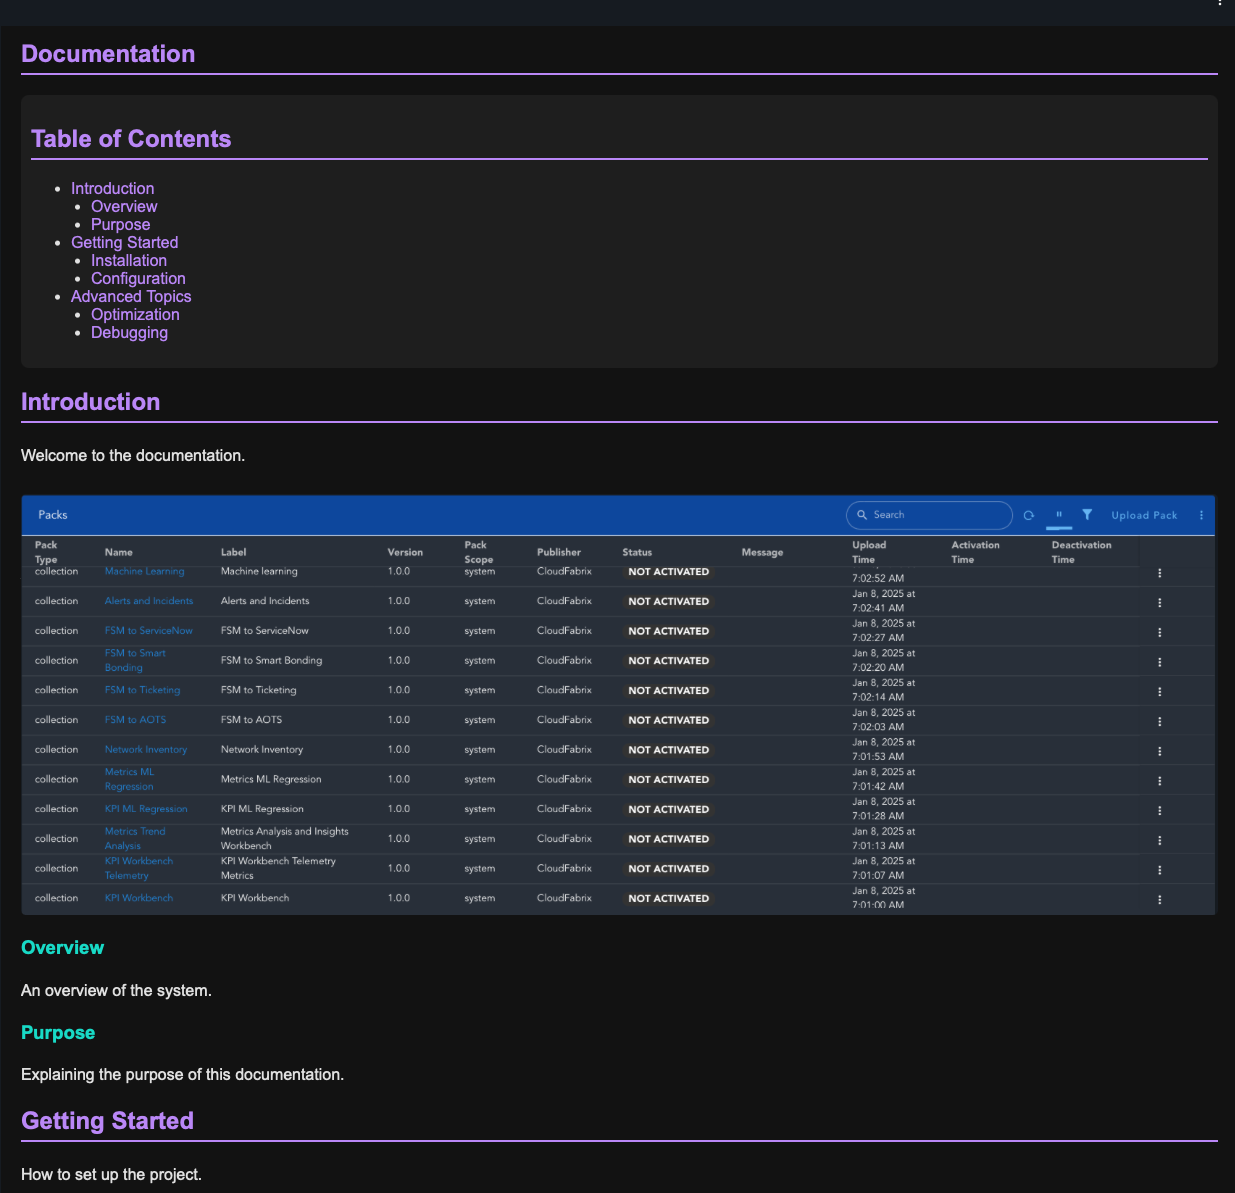 Documentation
Table of Contents
Introduction
Overview
Purpose
Getting Started
Installation
Configuration
Advanced Topics
Optimization
Debugging
Introduction
Welcome to the documentation.
Packs Search Upload Pack
Pack Type Name Label Version Pack Scope Publisher Status Message Upload Time Activation Time Deactivation Time
collection Machine Learning Machine learning 1.0.0 system CloudFabrix NOT ACTIVATED 7:02:52 AM
collection Alerts and Incidents Alerts and Incidents 1.0.0 system CloudFabrix NOT ACTIVATED Jan 8, 2025 at 7:02:41 AM
collection FSM to ServiceNow FSM to ServiceNow 1.0.0 system CloudFabrix NOT ACTIVATED Jan 8, 2025 at 7:02:27 AM
collection FSM to Smart Bonding FSM to Smart Bonding 1.0.0 system CloudFabrix NOT ACTIVATED Jan 8, 2025 at 7:02:20 AM
collection FSM to Ticketing FSM to Ticketing 1.0.0 system CloudFabrix NOT ACTIVATED Jan 8, 2025 at 7:02:14 AM
collection FSM to AOTS FSM to AOTS 1.0.0 system CloudFabrix NOT ACTIVATED Jan 8, 2025 at 7:02:03 AM
collection Network Inventory Network Inventory 1.0.0 system CloudFabrix NOT ACTIVATED Jan 8, 2025 at 7:01:53 AM
collection Metrics ML Regression Metrics ML Regression 1.0.0 system CloudFabrix NOT ACTIVATED Jan 8, 2025 at 7:01:42 AM
collection KPI ML Regression KPI ML Regression 1.0.0 system CloudFabrix NOT ACTIVATED Jan 8, 2025 at 7:01:28 AM
collection Metrics Trend Analysis Metrics Analysis and Insights Workbench 1.0.0 system CloudFabrix NOT ACTIVATED Jan 8, 2025 at 7:01:13 AM
collection KPI Workbench Telemetry KPI Workbench Telemetry Metrics 1.0.0 system CloudFabrix NOT ACTIVATED Jan 8, 2025 at 7:01:07 AM
collection KPI Workbench KPI Workbench 1.0.0 system CloudFabrix NOT ACTIVATED Jan 8, 2025 at 7:01:00 AM
Overview
An overview of the system.
Purpose
Explaining the purpose of this documentation.
Getting Started
How to set up the project.